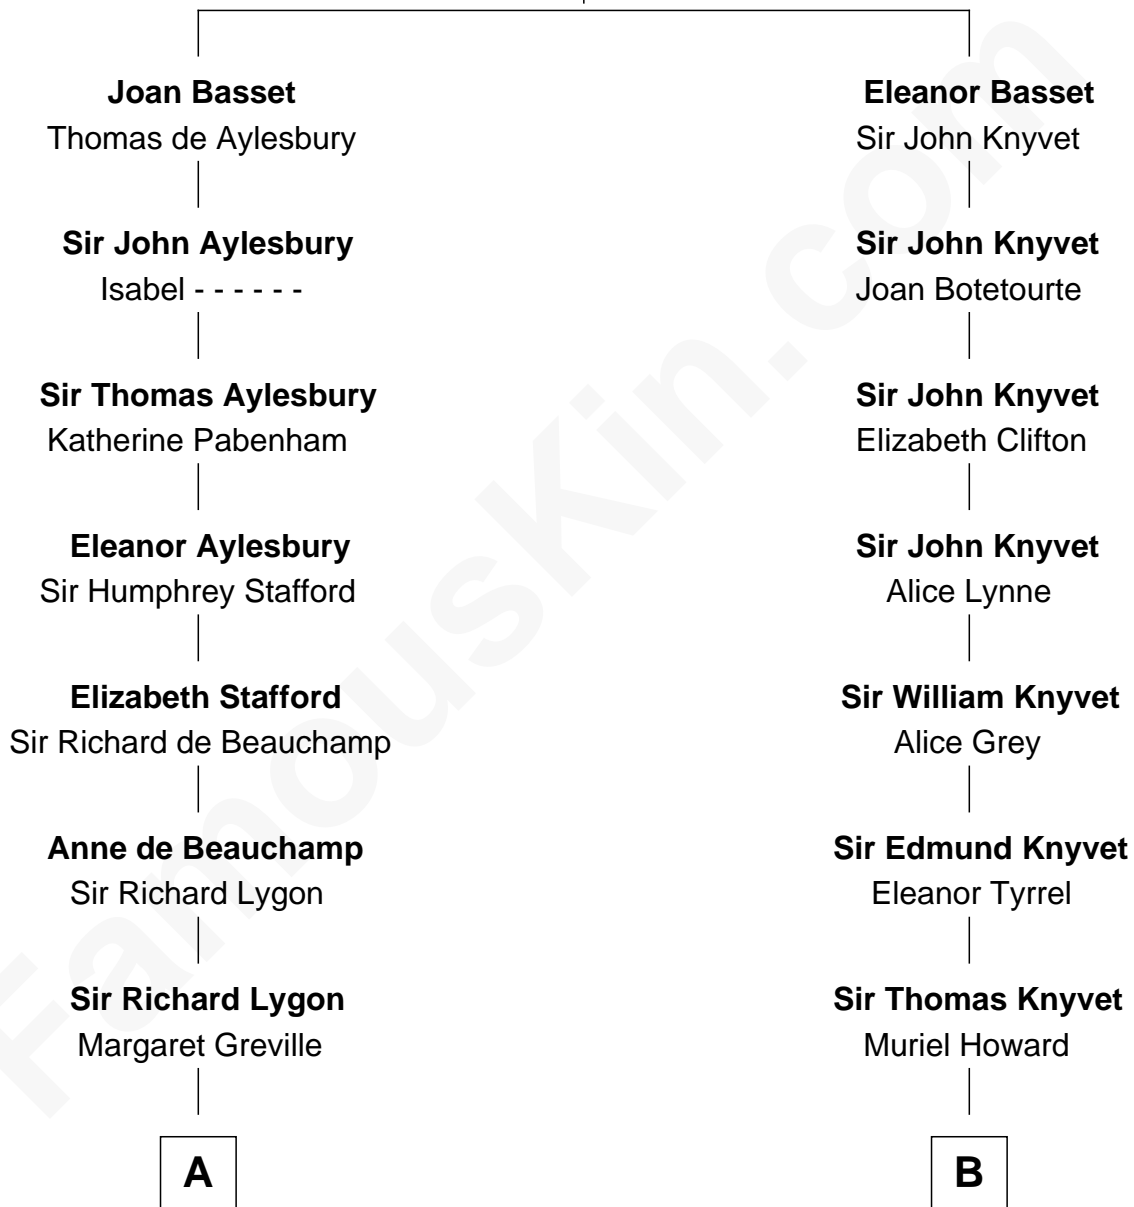 Joan Basset
Thomas de Aylesbury
Sir John Aylesbury
Isabel - - - - - -
Sir Thomas Aylesbury
Katherine Pabenham
Eleanor Aylesbury
Sir Humphrey Stafford
Elizabeth Stafford
Sir Richard de Beauchamp
Anne de Beauchamp
Sir Richard Lygon
Sir Richard Lygon
Margaret Greville
A
Eleanor Basset
Sir John Knyvet
Sir John Knyvet
Joan Botetourte
Sir John Knyvet
Elizabeth Clifton
Sir John Knyvet
Alice Lynne
Sir William Knyvet
Alice Grey
Sir Edmund Knyvet
Eleanor Tyrrel
Sir Thomas Knyvet
Muriel Howard
B
FamousKin.com